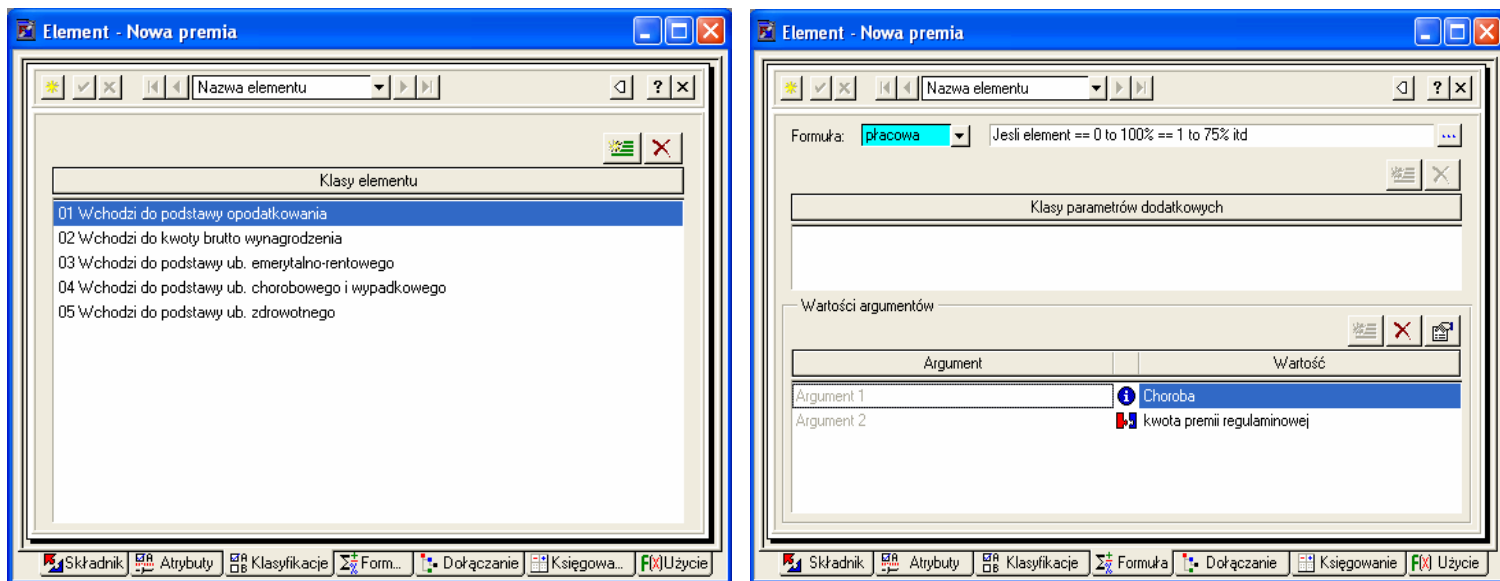 Element - Nowa premia
Nazwa elementu
?
Klasy elementu
01 Wchodzi do podstawy opodatkowania
02 Wchodzi do kwoty brutto wynagrodzenia
03 Wchodzi do podstawy ub. emerytalno-rentowego
04 Wchodzi do podstawy ub. chorobowego i wypadkowego
05 Wchodzi do podstawy ub. zdrowotnego
Składnik Atrybuty Klasyfikacje Form... Dołączanie Księgowa... F(X) Użycie
Element - Nowa premia
Nazwa elementu
?
Formuła: płacowa Jesli element == 0 to 100% == 1 to 75% itd ...
Klasy parametrów dodatkowych
Wartości argumentów
Argument Wartość
Argument 1 Choroba
Argument 2 kwota premii regulaminowej
Składnik Atrybuty Klasyfikacje Formuła Dołączanie Księgowanie F(X) Użycie